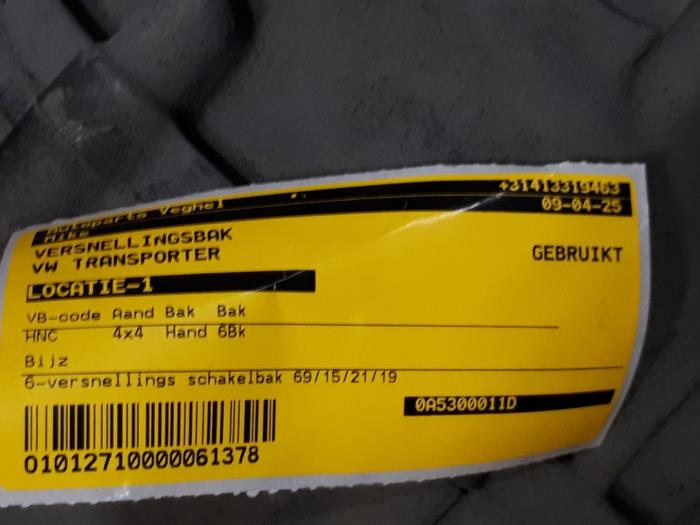 Autoparts Veghel +31413319463
Mike 09-04-25
VERSNELLINGSBAK
VW TRANSPORTER GEBRUIKT
LOCATIE-1
VB-code Aand Bak Bak
HNC 4x4 Hand 6Bk
Bijz
6-versnellings schakelbak 69/15/21/19
0A5300011D
01012710000061378